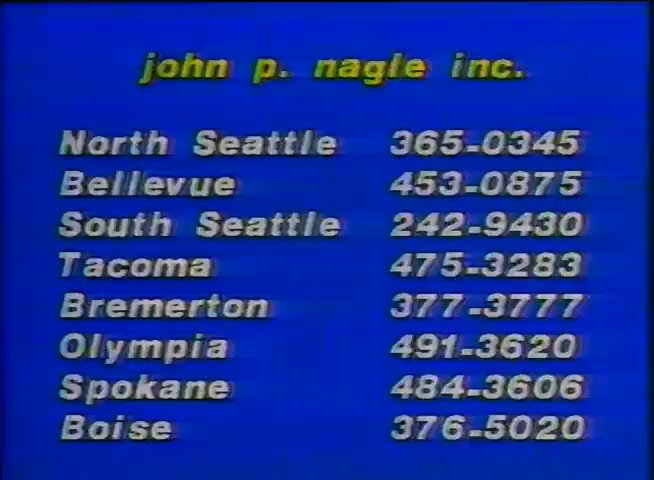 john p. nagle inc.
North Seattle 365-0345
Bellevue 453-0875
South Seattle 242-9430
Tacoma 475-3283
Bremerton 377-3777
Olympia 491-3620
Spokane 484-3606
Boise 376-5020